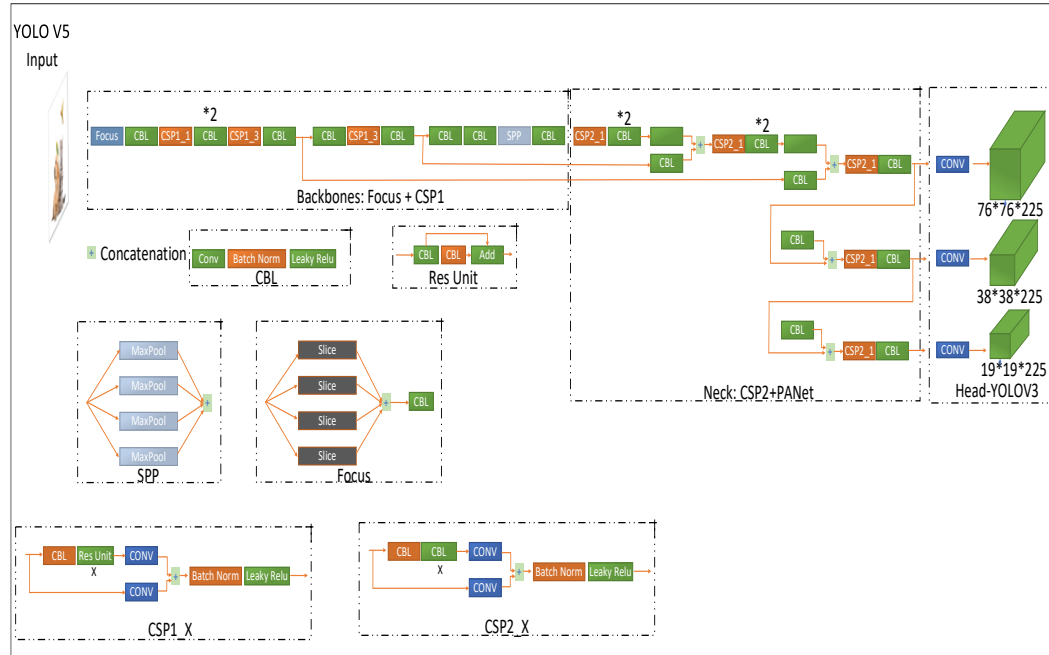 YOLO V5
Input
*2
Focus CBL CSP1_1 CBL CSP1_3 CBL CBL CSP1_3 CBL CBL CBL SPP CBL
Backbones: Focus + CSP1
*2
*2
CSP2_1 CBL
CBL
+
CSP2_1 CBL
CBL
+
CSP2_1 CBL
CBL
+
CSP2_1 CBL
CBL
+
CSP2_1 CBL
Neck: CSP2+PANet
CONV
76*76*225
CONV
38*38*225
CONV
19*19*225
Head-YOLOV3
+ Concatenation
Conv Batch Norm Leaky Relu
CBL
CBL CBL Add
Res Unit
MaxPool
MaxPool
MaxPool
MaxPool
+
SPP
Slice
Slice
Slice
Slice
+
CBL
Focus
CBL Res Unit CONV
X
CONV
+
Batch Norm Leaky Relu
CSP1_X
CBL CBL CONV
X
CONV
+
Batch Norm Leaky Relu
CSP2_X